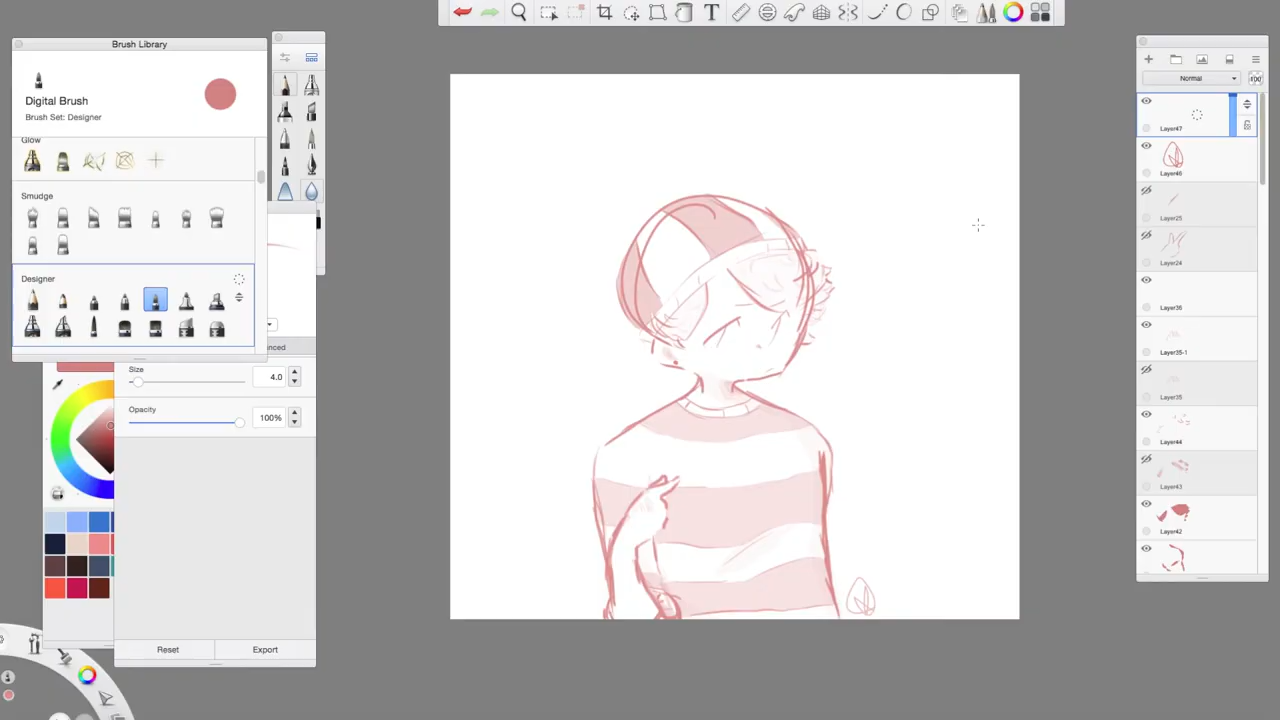 Brush Library
Digital Brush
Brush Set: Designer
Glow
Smudge
Designer
Size
4.0
Opacity
100%
Reset
Export
T
Normal
100
Layer47
Layer46
Layer25
Layer24
Layer36
Layer35-1
Layer35
Layer44
Layer43
Layer42